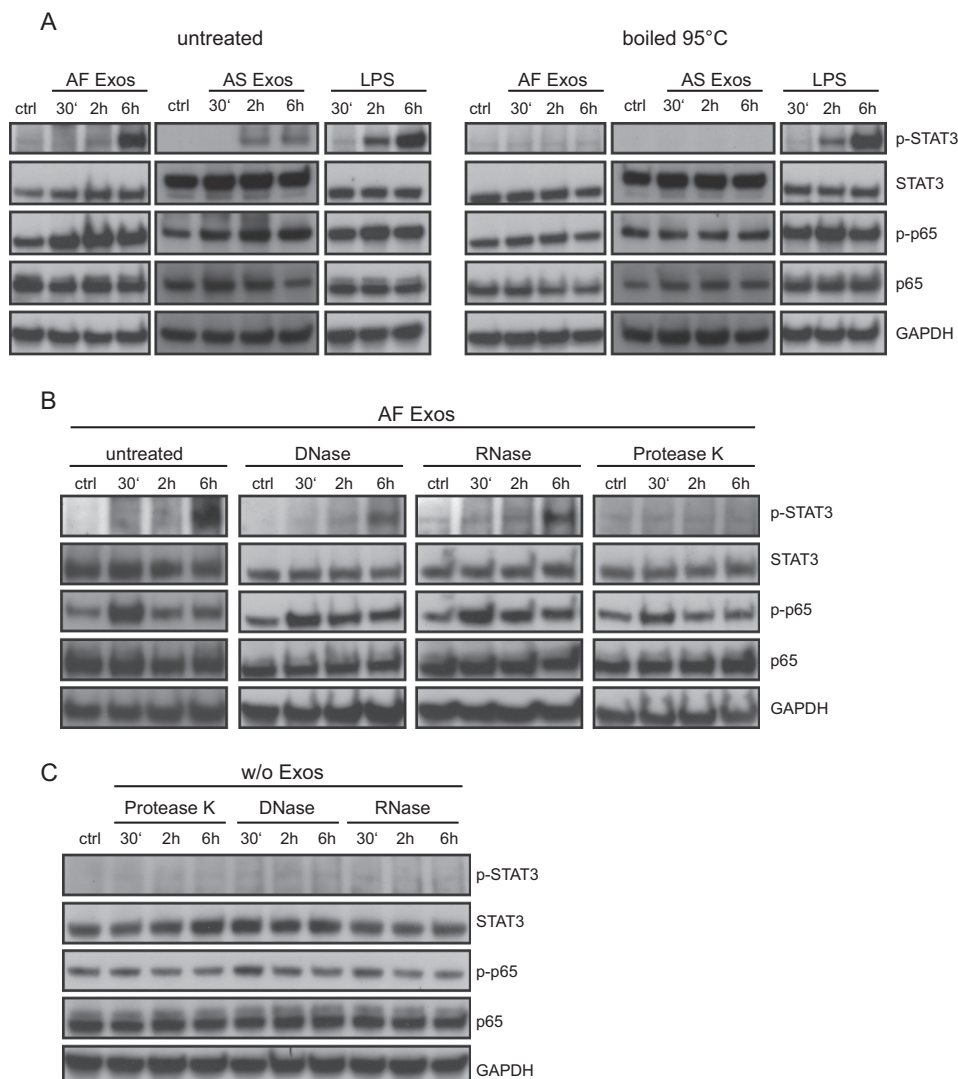 A
untreated boiled 95°C
AF Exos AS Exos LPS AF Exos AS Exos LPS
ctrl 30‘ 2h 6h ctrl 30‘ 2h 6h 30‘ 2h 6h ctrl 30‘ 2h 6h ctrl 30‘ 2h 6h 30‘ 2h 6h
p-STAT3
STAT3
p-p65
p65
GAPDH
B
AF Exos
untreated DNase RNase Protease K
ctrl 30‘ 2h 6h ctrl 30‘ 2h 6h ctrl 30‘ 2h 6h ctrl 30‘ 2h 6h
p-STAT3
STAT3
p-p65
p65
GAPDH
C
w/o Exos
Protease K DNase RNase
ctrl 30‘ 2h 6h 30‘ 2h 6h 30‘ 2h 6h
p-STAT3
STAT3
p-p65
p65
GAPDH